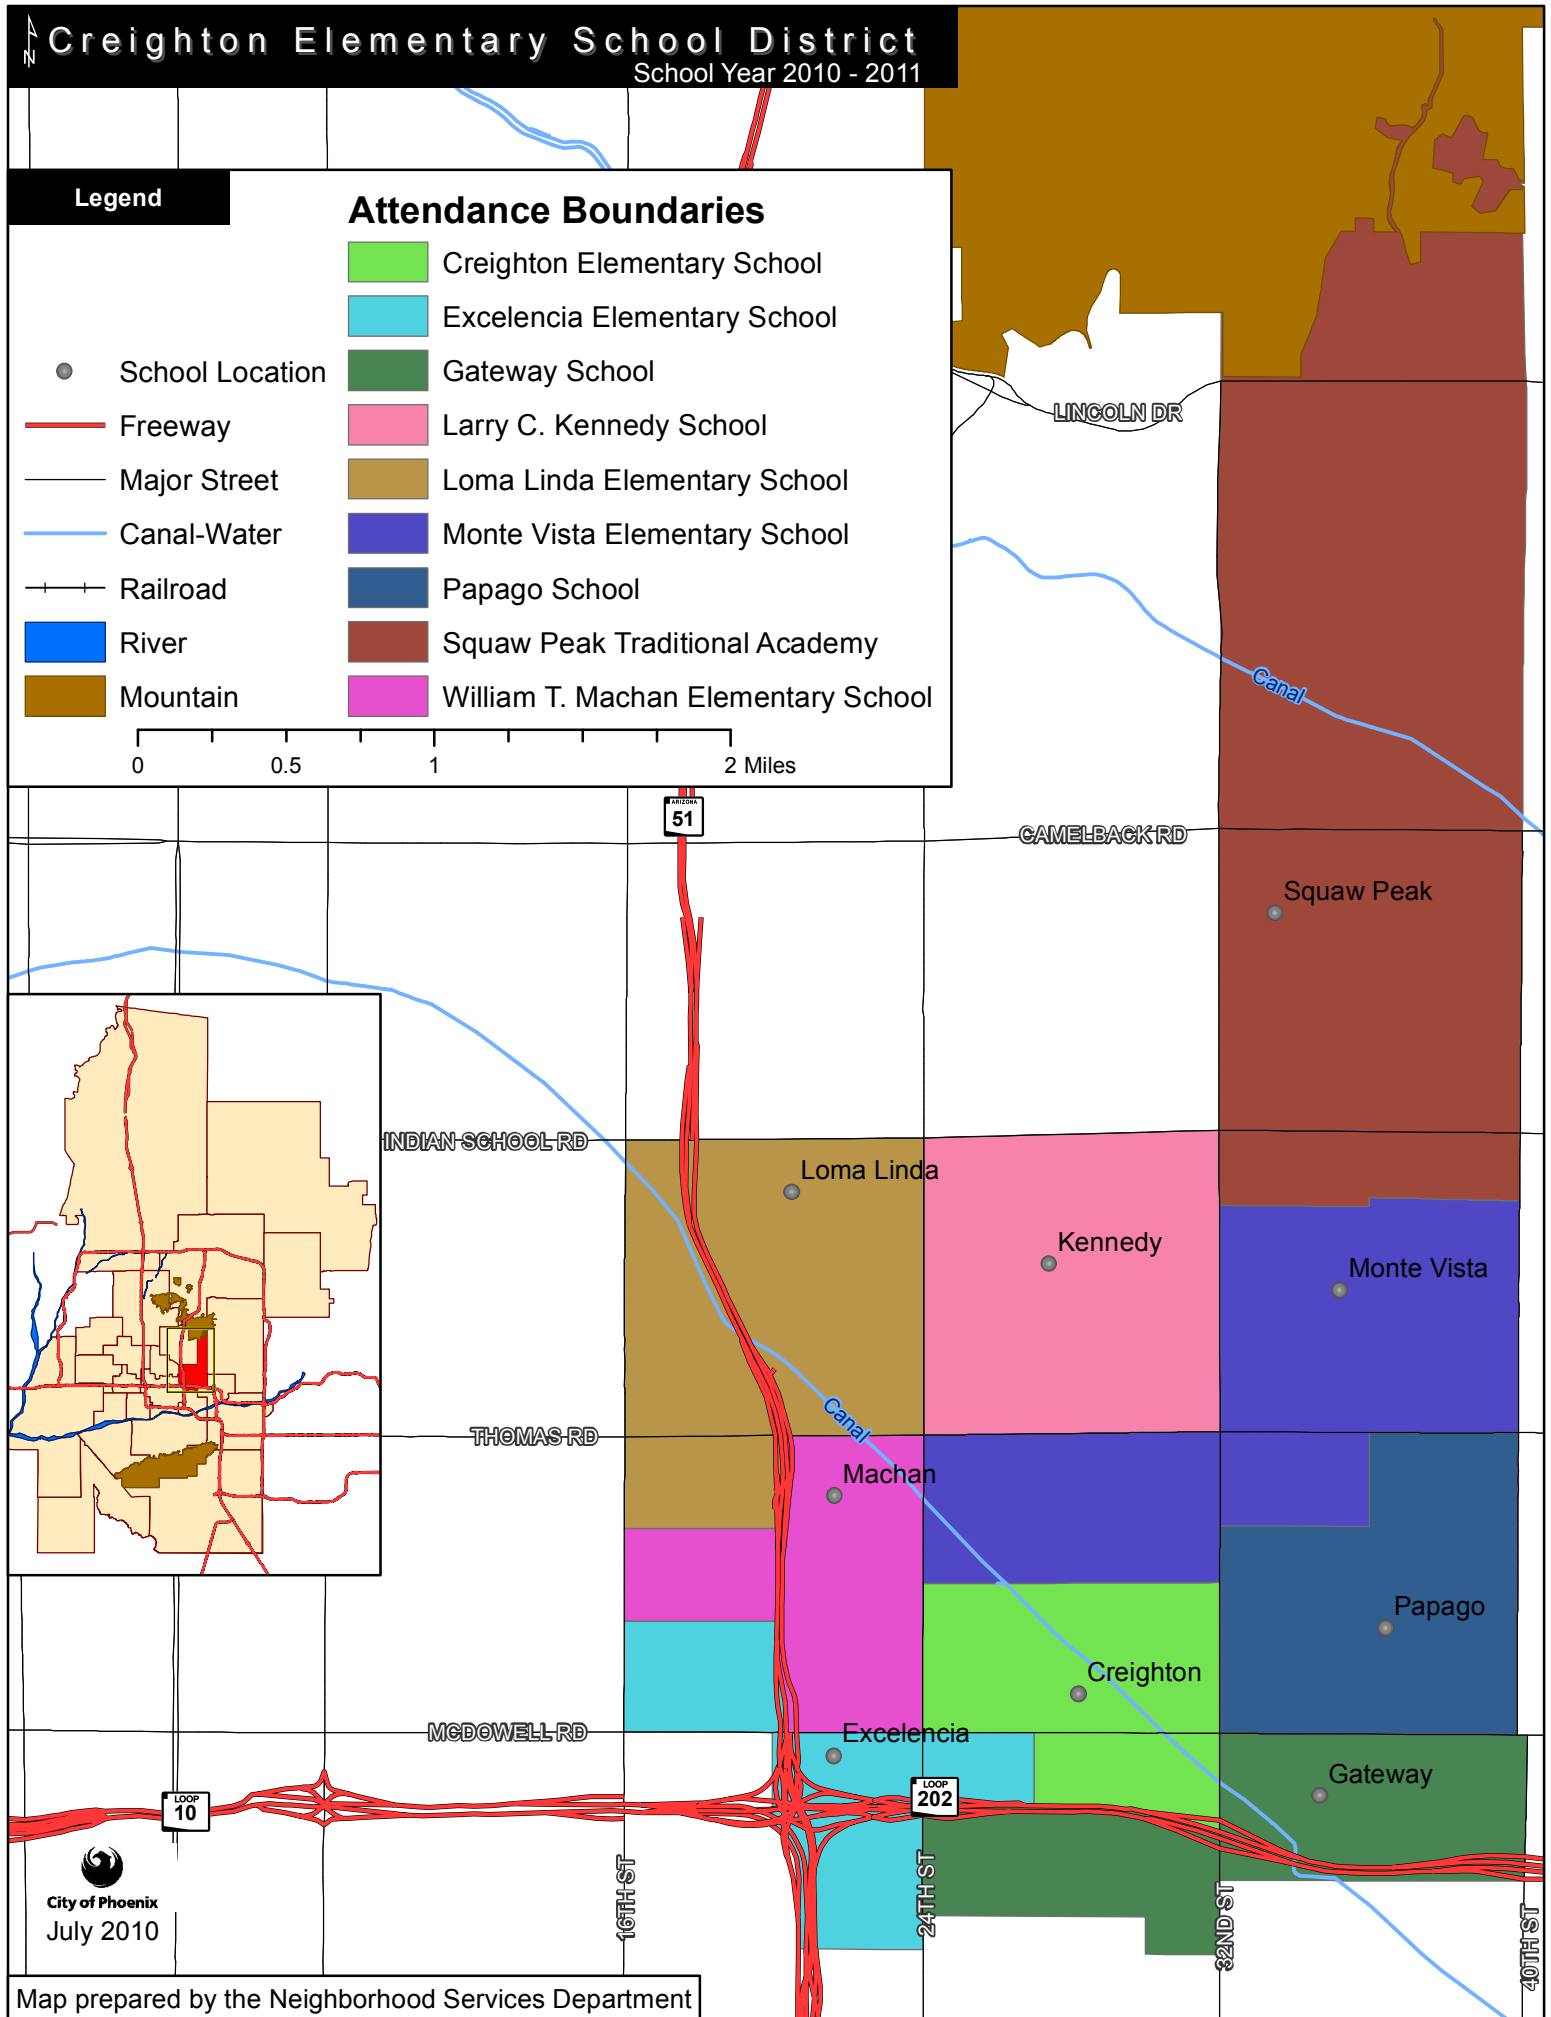 N
Creighton Elementary School District
School Year 2010 - 2011
Legend
Attendance Boundaries
Creighton Elementary School
Excelencia Elementary School
Gateway School
Larry C. Kennedy School
Loma Linda Elementary School
Monte Vista Elementary School
Papago School
Squaw Peak Traditional Academy
William T. Machan Elementary School
School Location
Freeway
Major Street
Canal-Water
Railroad
River
Mountain
0 0.5 1 2 Miles
LINCOLN DR
Canal
ARIZONA
51
CAMELBACK RD
Squaw Peak
INDIAN SCHOOL RD
Loma Linda
Kennedy
Monte Vista
Canal
THOMAS RD
Machan
Papago
Creighton
MCDOWELL RD
Excelencia
Gateway
LOOP
10
LOOP
202
16TH ST
24TH ST
32ND ST
40TH ST
City of Phoenix
July 2010
Map prepared by the Neighborhood Services Department